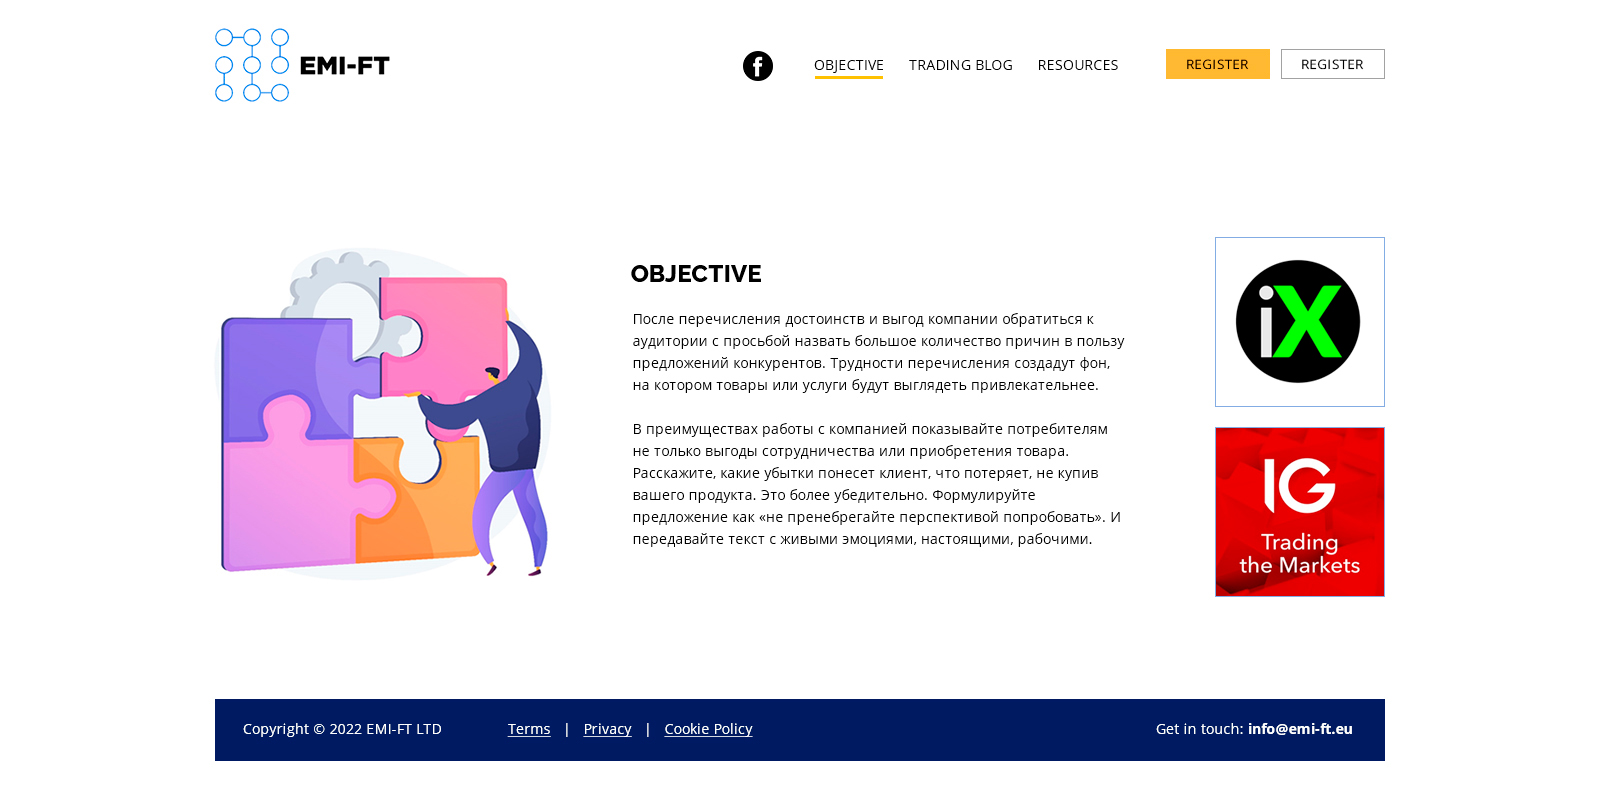 EMI-FT
f
OBJECTIVE
TRADING BLOG
RESOURCES
REGISTER
REGISTER
OBJECTIVE
После перечисления достоинств и выгод компании обратиться к
аудитории с просьбой назвать большое количество причин в пользу
предложений конкурентов. Трудности перечисления создадут фон,
на котором товары или услуги будут выглядеть привлекательнее.
В преимуществах работы с компанией показывайте потребителям
не только выгоды сотрудничества или приобретения товара.
Расскажите, какие убытки понесет клиент, что потеряет, не купив
вашего продукта. Это более убедительно. Формулируйте
предложение как «не пренебрегайте перспективой попробовать». И
передавайте текст с живыми эмоциями, настоящими, рабочими.
iX
IG
Trading
the Markets
Copyright © 2022 EMI-FT LTD
Terms | Privacy | Cookie Policy
Get in touch: info@emi-ft.eu